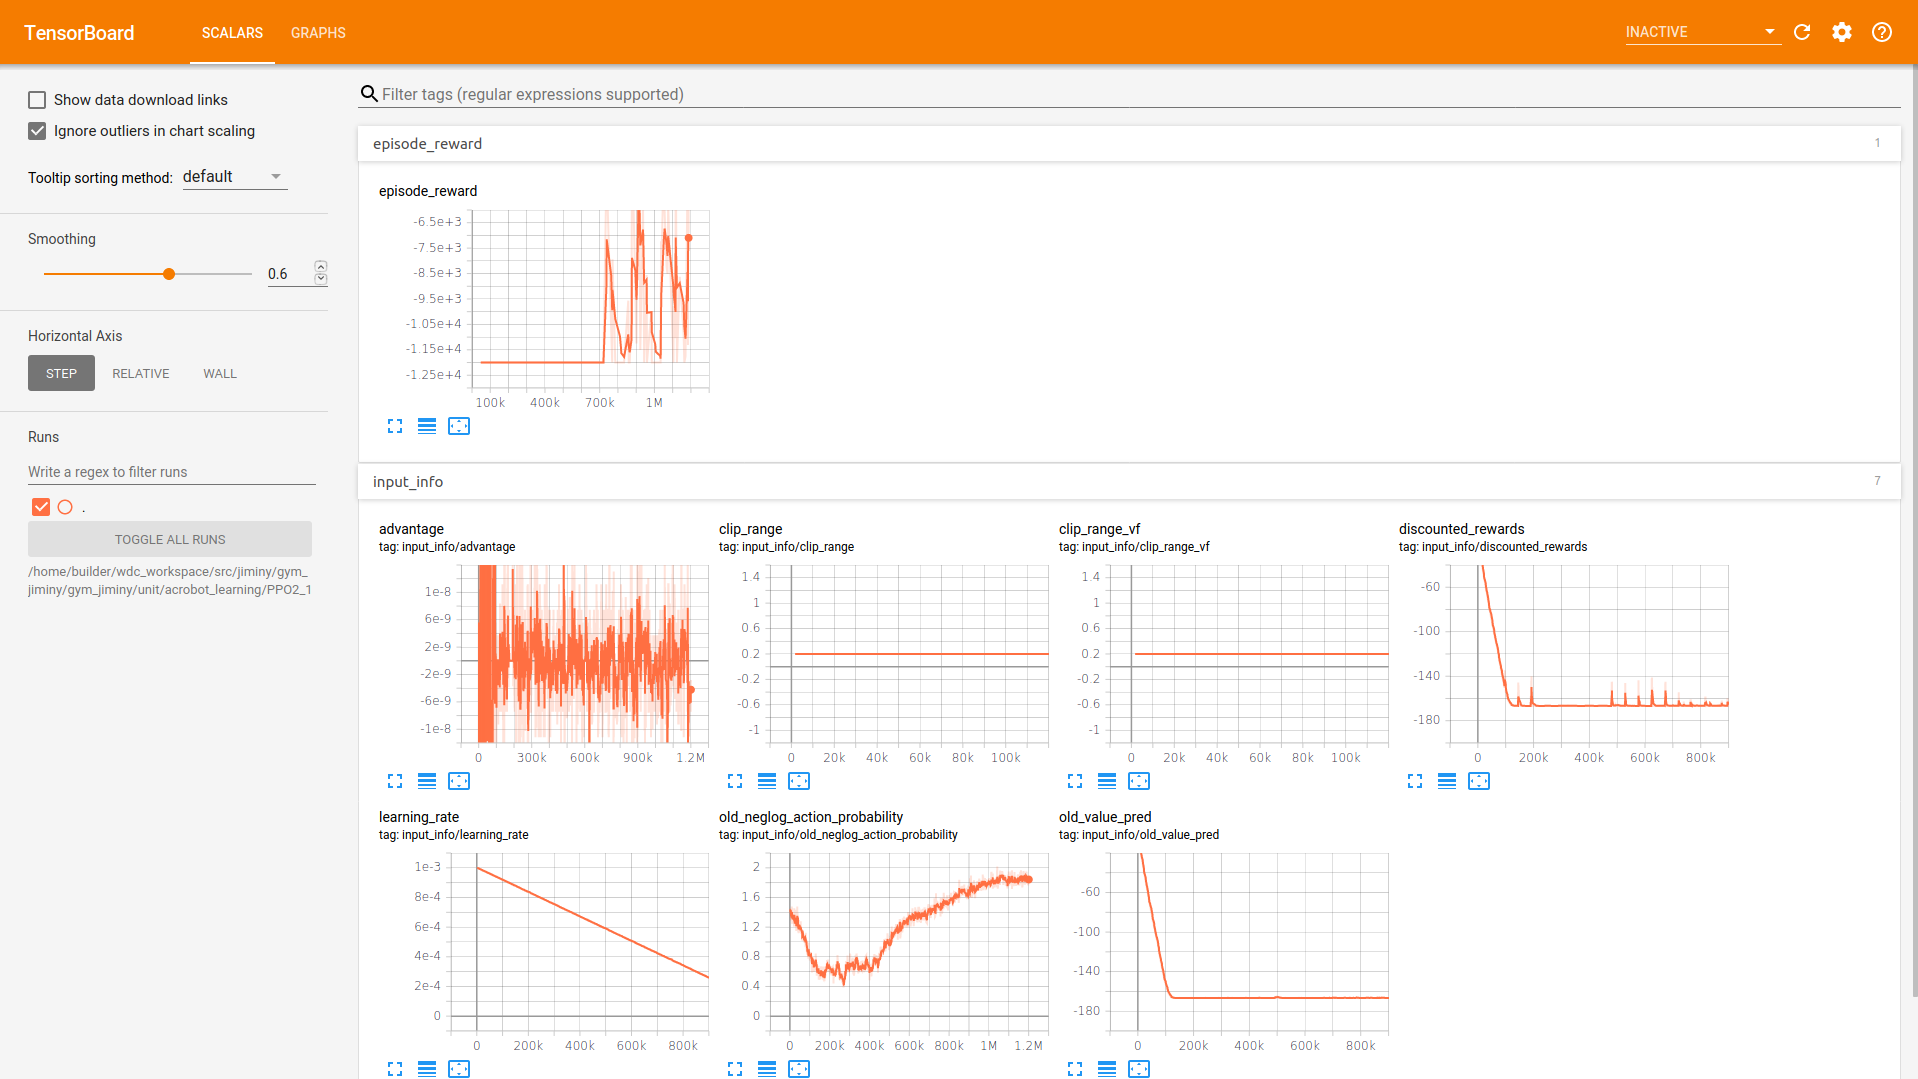 TensorBoard SCALARS GRAPHS INACTIVE
Show data download links
Ignore outliers in chart scaling
Tooltip sorting method: default
Smoothing
0.6
Horizontal Axis
STEP RELATIVE WALL
Runs
Write a regex to filter runs
.
TOGGLE ALL RUNS
/home/builder/wdc_workspace/src/jiminy/gym_
jiminy/gym_jiminy/unit/acrobot_learning/PPO2_1
Filter tags (regular expressions supported)
episode_reward 1
episode_reward
-6.5e+3
-7.5e+3
-8.5e+3
-9.5e+3
-1.05e+4
-1.15e+4
-1.25e+4
100k 400k 700k 1M
input_info 7
advantage
tag: input_info/advantage
1e-8
6e-9
2e-9
-2e-9
-6e-9
-1e-8
0 300k 600k 900k 1.2M
clip_range
tag: input_info/clip_range
1.4
1
0.6
0.2
-0.2
-0.6
-1
0 20k 40k 60k 80k 100k
clip_range_vf
tag: input_info/clip_range_vf
1.4
1
0.6
0.2
-0.2
-0.6
-1
0 20k 40k 60k 80k 100k
discounted_rewards
tag: input_info/discounted_rewards
-60
-100
-140
-180
0 200k 400k 600k 800k
learning_rate
tag: input_info/learning_rate
1e-3
8e-4
6e-4
4e-4
2e-4
0
0 200k 400k 600k 800k
old_neglog_action_probability
tag: input_info/old_neglog_action_probability
2
1.6
1.2
0.8
0.4
0
0 200k 400k 600k 800k 1M 1.2M
old_value_pred
tag: input_info/old_value_pred
-60
-100
-140
-180
0 200k 400k 600k 800k